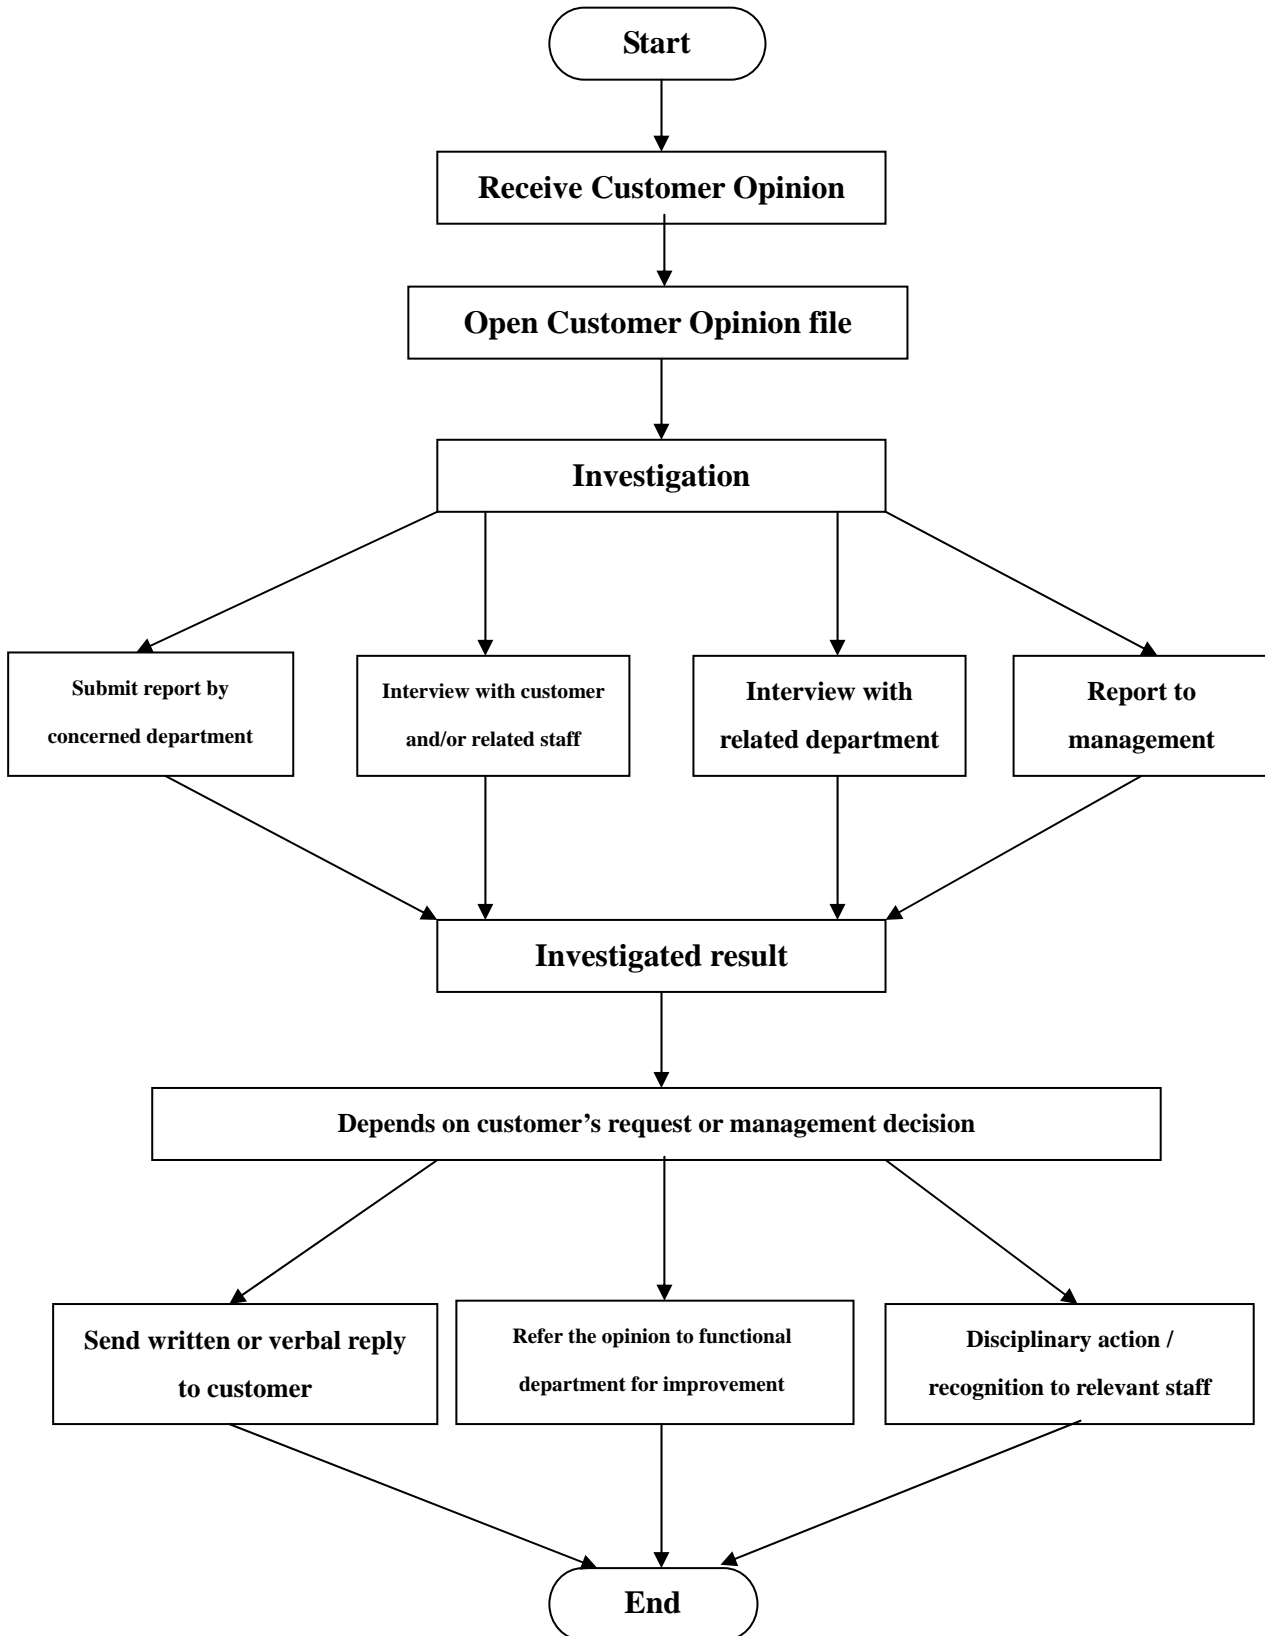 Start
Receive Customer Opinion
Open Customer Opinion file
Investigation
Submit report by
concerned department
Interview with customer
and/or related staff
Interview with
related department
Report to
management
Investigated result
Depends on customer’s request or management decision
Send written or verbal reply
to customer
Refer the opinion to functional
department for improvement
Disciplinary action /
recognition to relevant staff
End